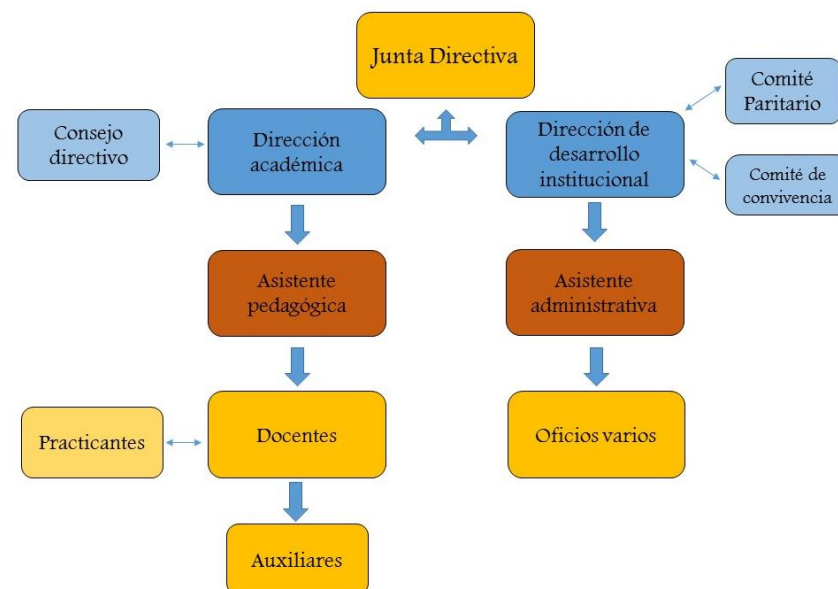 Junta Directiva
Consejo
directivo
Dirección
académica
Dirección de
desarrollo
institucional
Comité
Paritario
Comité de
convivencia
Asistente
pedagógica
Asistente
administrativa
Practicantes
Docentes
Oficios varios
Auxiliares